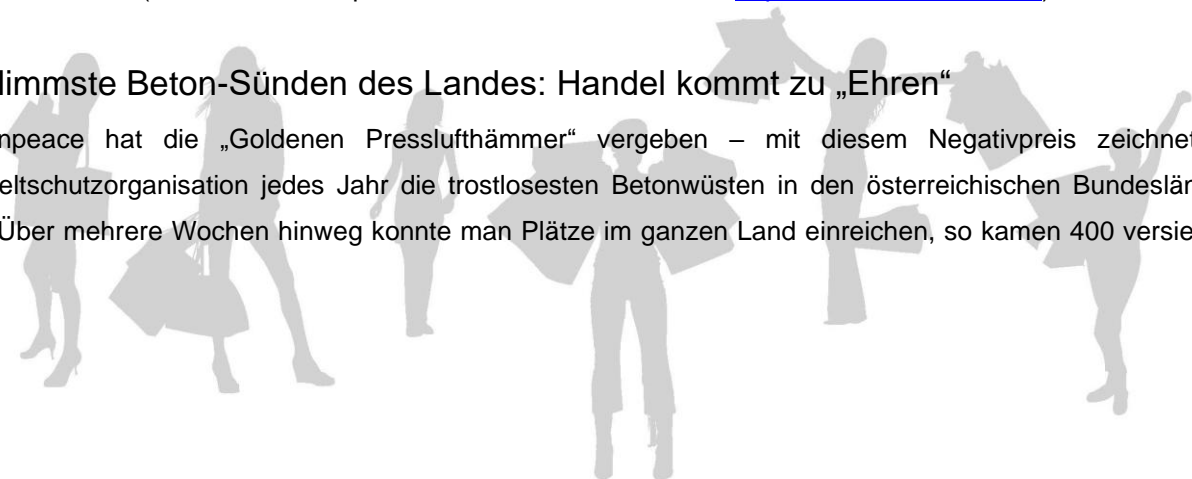 limmste Beton-Sünden des Landes: Handel kommt zu „Ehren“
npeace hat die „Goldenen Presslufthämmer“ vergeben – mit diesem Negativpreis zeichnet
eltschutzorganisation jedes Jahr die trostlosesten Betonwüsten in den österreichischen Bundeslän
Über mehrere Wochen hinweg konnte man Plätze im ganzen Land einreichen, so kamen 400 versie